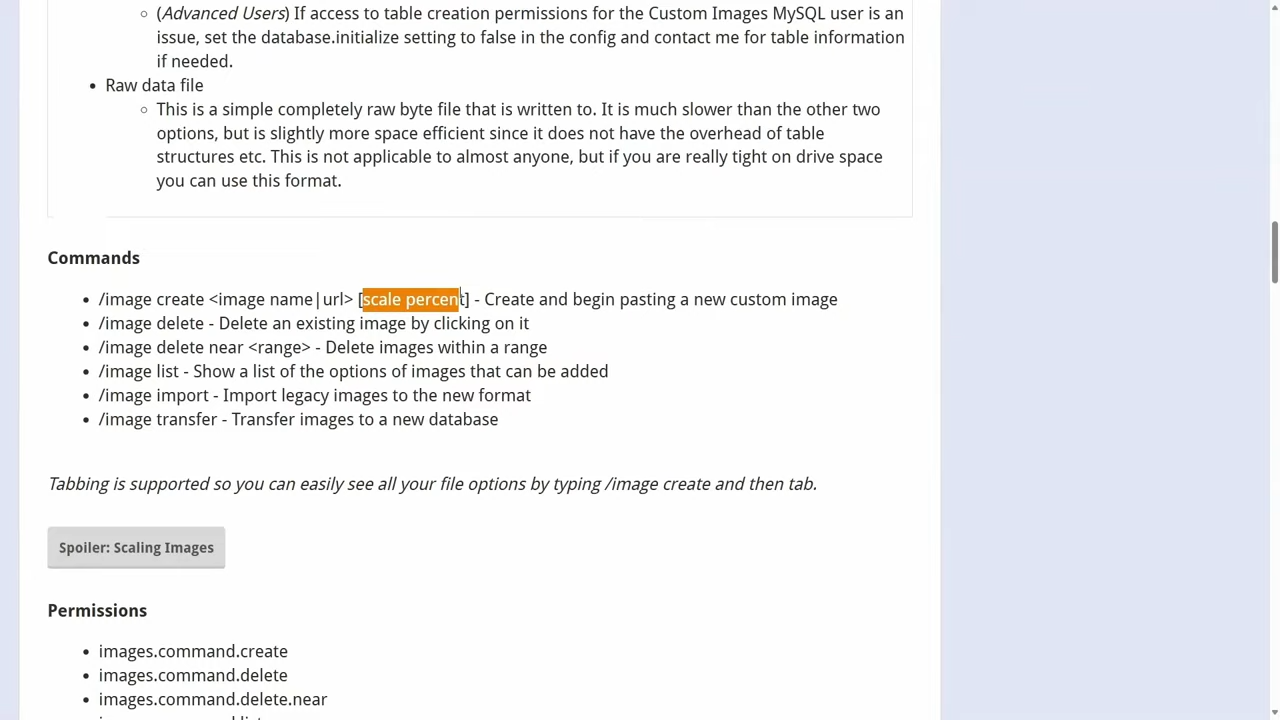 (Advanced Users) If access to table creation permissions for the Custom Images MySQL user is an
issue, set the database.initialize setting to false in the config and contact me for table information
if needed.
Raw data file
This is a simple completely raw byte file that is written to. It is much slower than the other two
options, but is slightly more space efficient since it does not have the overhead of table
structures etc. This is not applicable to almost anyone, but if you are really tight on drive space
you can use this format.
Commands
/image create <image name|url> [scale percent] - Create and begin pasting a new custom image
/image delete - Delete an existing image by clicking on it
/image delete near <range> - Delete images within a range
/image list - Show a list of the options of images that can be added
/image import - Import legacy images to the new format
/image transfer - Transfer images to a new database
Tabbing is supported so you can easily see all your file options by typing /image create and then tab.
Spoiler: Scaling Images
Permissions
images.command.create
images.command.delete
images.command.delete.near